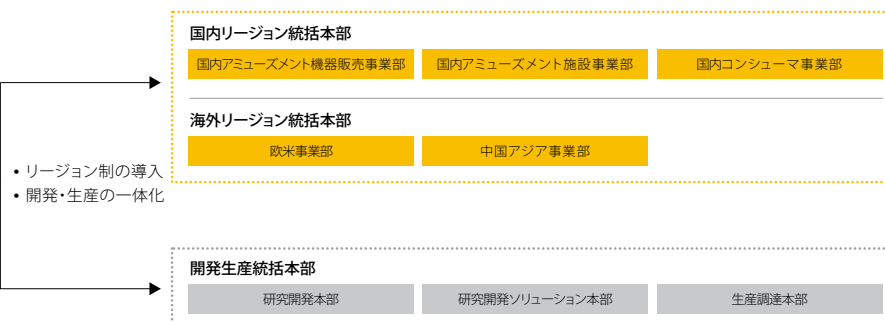 国内リージョン統括本部
国内アミューズメント機器販売事業部 国内アミューズメント施設事業部 国内コンシューマ事業部
海外リージョン統括本部
欧米事業部 中国アジア事業部
• リージョン制の導入
• 開発・生産の一体化
開発生産統括本部
研究開発本部 研究開発ソリューション本部 生産調達本部